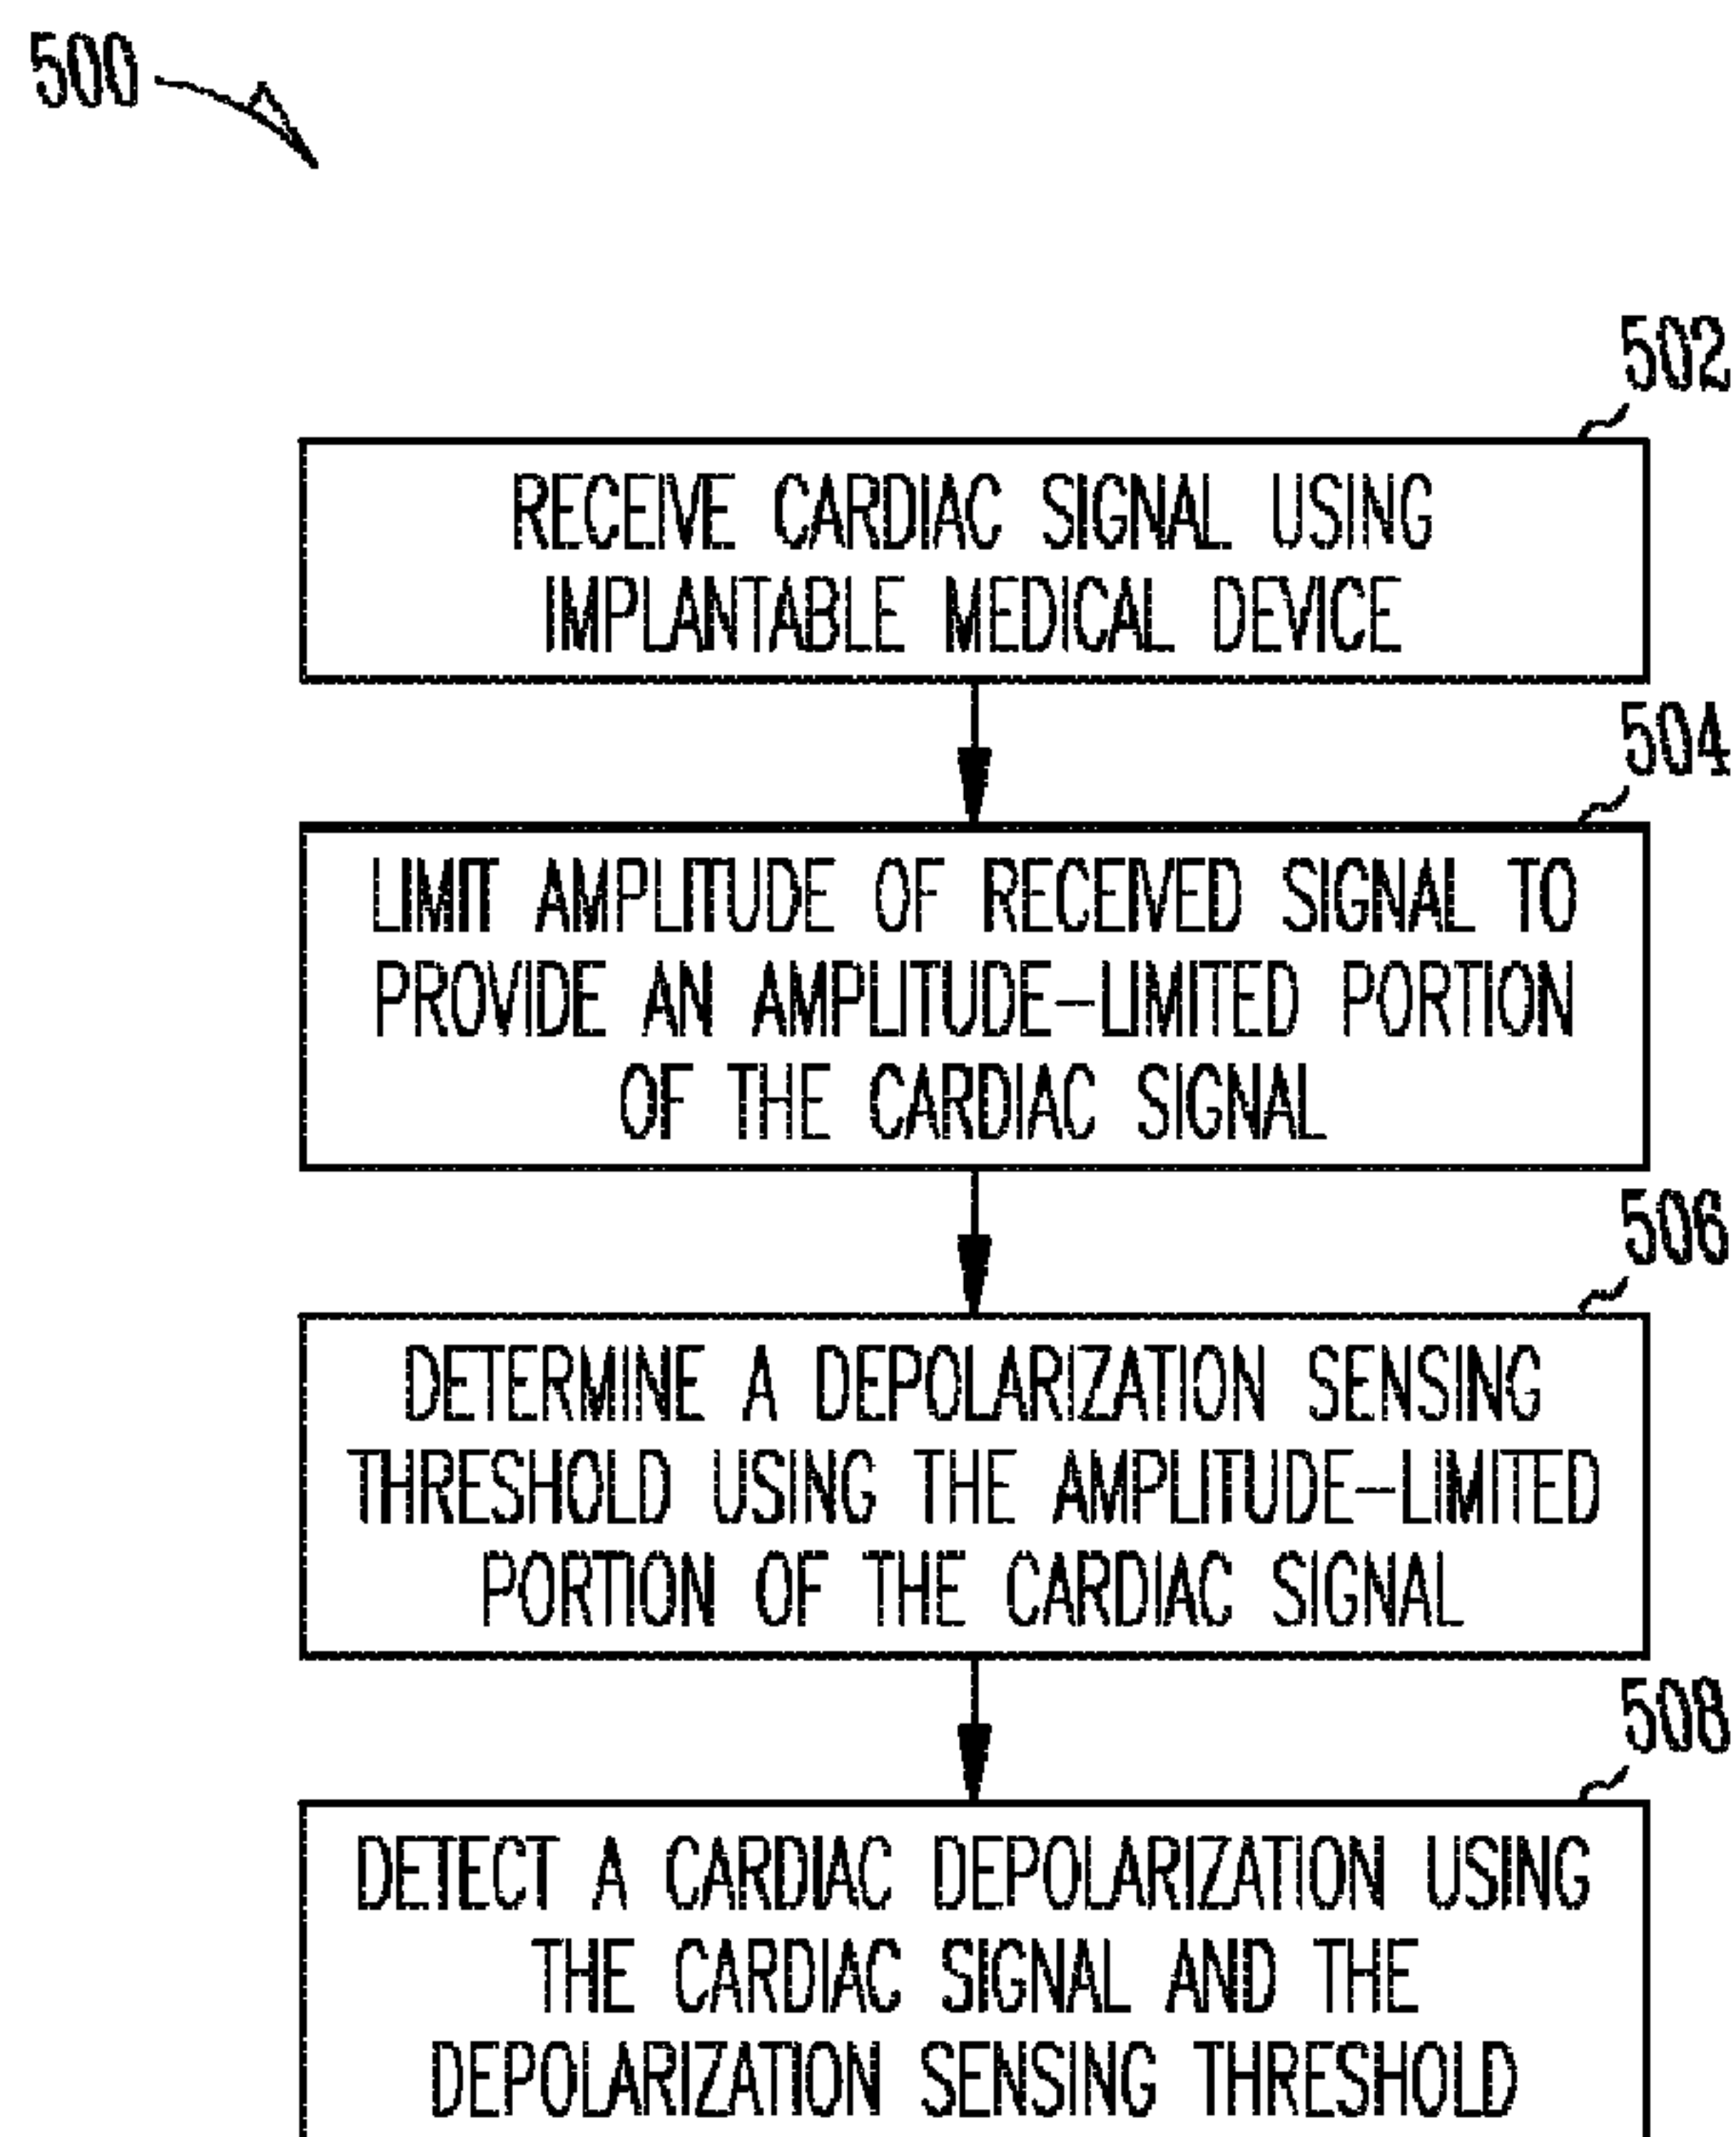 500
502
RECEIVE CARDIAC SIGNAL USING
IMPLANTABLE MEDICAL DEVICE
504
LIMIT AMPLITUDE OF RECEIVED SIGNAL TO
PROVIDE AN AMPLITUDE-LIMITED PORTION
OF THE CARDIAC SIGNAL
506
DETERMINE A DEPOLARIZATION SENSING
THRESHOLD USING THE AMPLITUDE-LIMITED
PORTION OF THE CARDIAC SIGNAL
508
DETECT A CARDIAC DEPOLARIZATION USING
THE CARDIAC SIGNAL AND THE
DEPOLARIZATION SENSING THRESHOLD